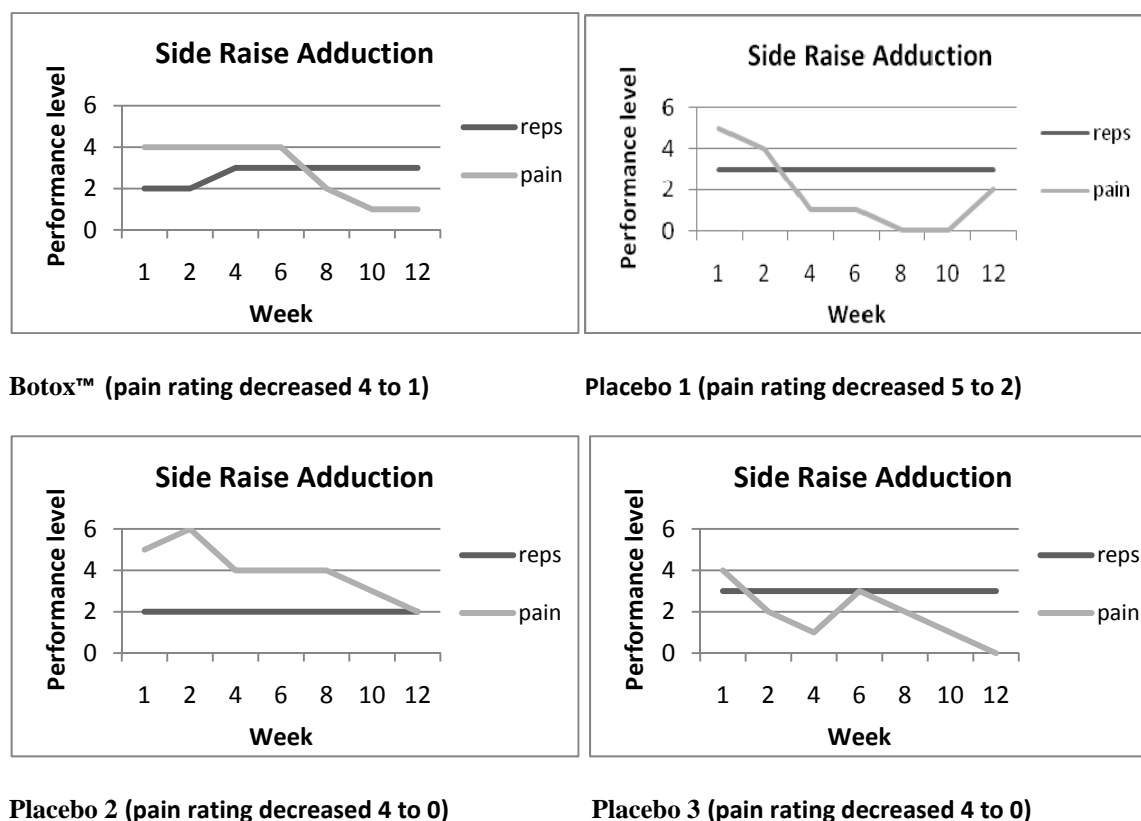 Side Raise Adduction
Performance level
6
4
2
0
1 2 4 6 8 10 12
Week
reps
pain
Side Raise Adduction
Performance level
6
4
2
0
1 2 4 6 8 10 12
Week
reps
pain
Botox™ (pain rating decreased 4 to 1)
Placebo 1 (pain rating decreased 5 to 2)
Side Raise Adduction
Performance level
6
4
2
0
1 2 4 6 8 10 12
Week
reps
pain
Side Raise Adduction
Performance level
6
4
2
0
1 2 4 6 8 10 12
Week
reps
pain
Placebo 2 (pain rating decreased 4 to 0)
Placebo 3 (pain rating decreased 4 to 0)